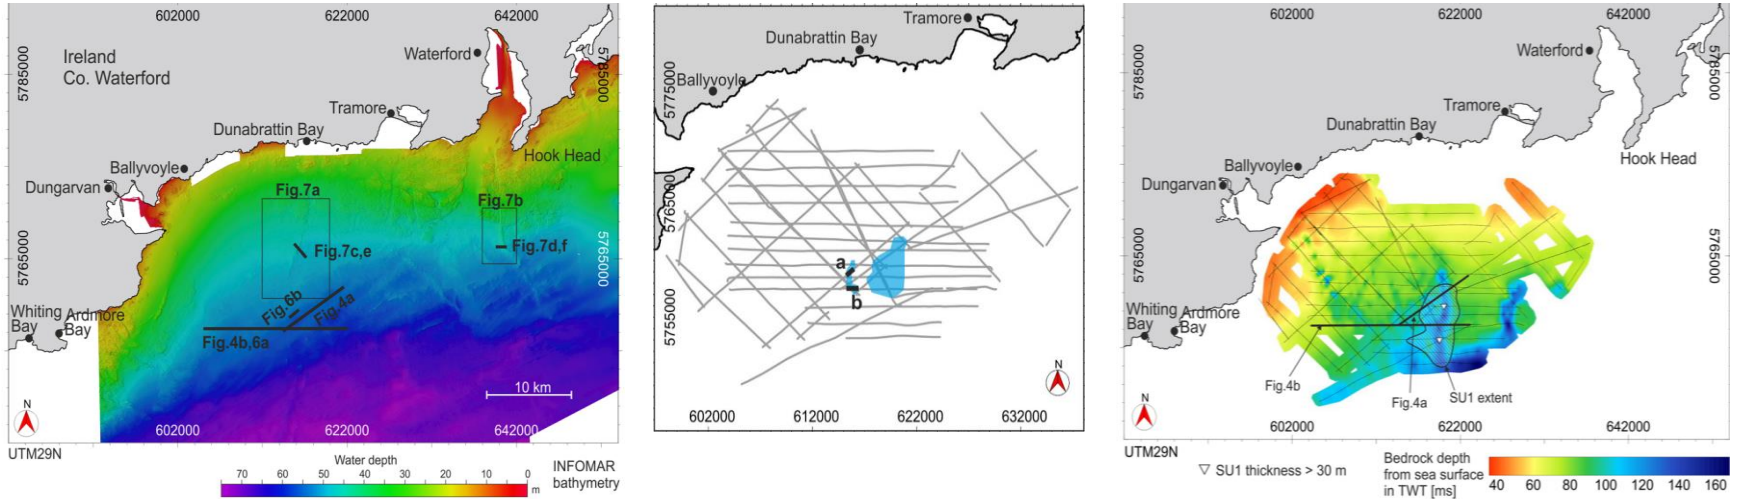 602000
622000
642000
Ireland
Co. Waterford
Waterford
5785000
5785000
Tramore
Dunabrattin Bay
Hook Head
Ballyvoyle
Dungarvan
Fig.7a
Fig.7b
Fig.7c,e
Fig.7d,f
5765000
5765000
Fig.6b
Fig.4a
Whiting
Bay
Ardmore
Bay
Fig.4b,6a
10 km
N
602000
622000
642000
UTM29N
Water depth
70
60
50
40
30
20
10
0
m
INFOMAR
bathymetry
Tramore
Dunabrattin Bay
Ballyvoyle
5775000
5765000
5755000
a
b
N
602000
612000
622000
632000
602000
622000
642000
Waterford
5785000
5785000
Tramore
Dunabrattin Bay
Hook Head
Ballyvoyle
Dungarvan
5765000
5765000
Whiting
Bay
Ardmore
Bay
Fig.4b
Fig.4a
SU1 extent
N
602000
622000
642000
UTM29N
SU1 thickness > 30 m
Bedrock depth
from sea surface
in TWT [ms]
40
60
80
100
120
140
160